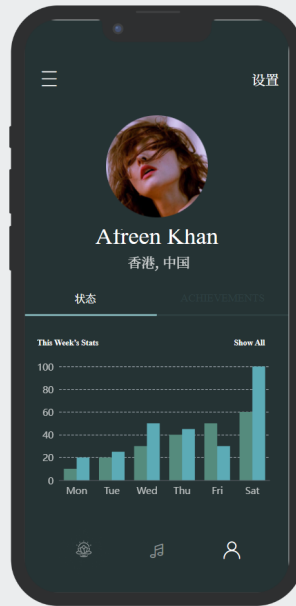 设置
Afreen Khan
香港, 中国
状态 ACHIEVEMENTS
This Week's Stats Show All
100
80
60
40
20
0
Mon Tue Wed Thu Fri Sat